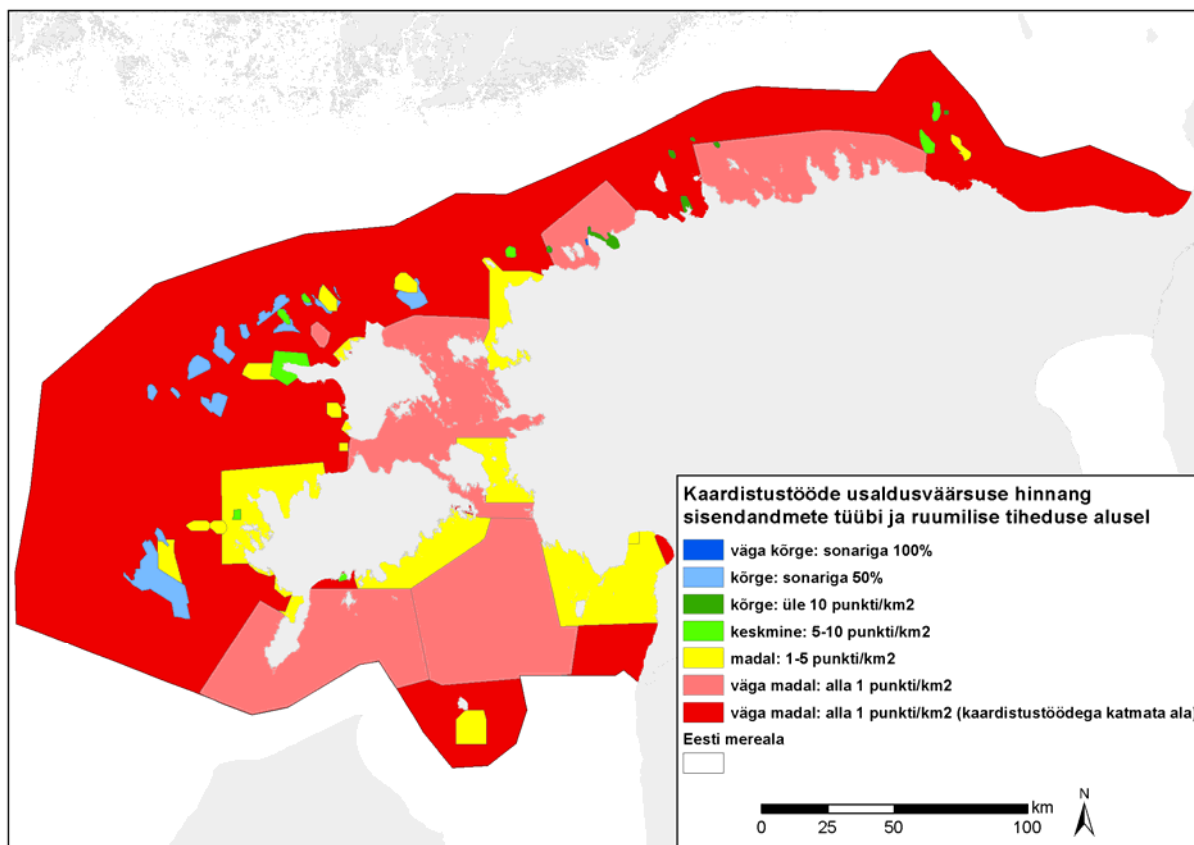 Kaardistustööde usaldusväärsuse hinnang
sisendandmete tüübi ja ruumilise tiheduse alusel
väga kõrge: sonariga 100%
kõrge: sonariga 50%
kõrge: üle 10 punkti/km2
keskmine: 5-10 punkti/km2
madal: 1-5 punkti/km2
väga madal: alla 1 punkti/km2
väga madal: alla 1 punkti/km2 (kaardistustöödega katmata ala)
Eesti mereala
km
0 25 50 100
N